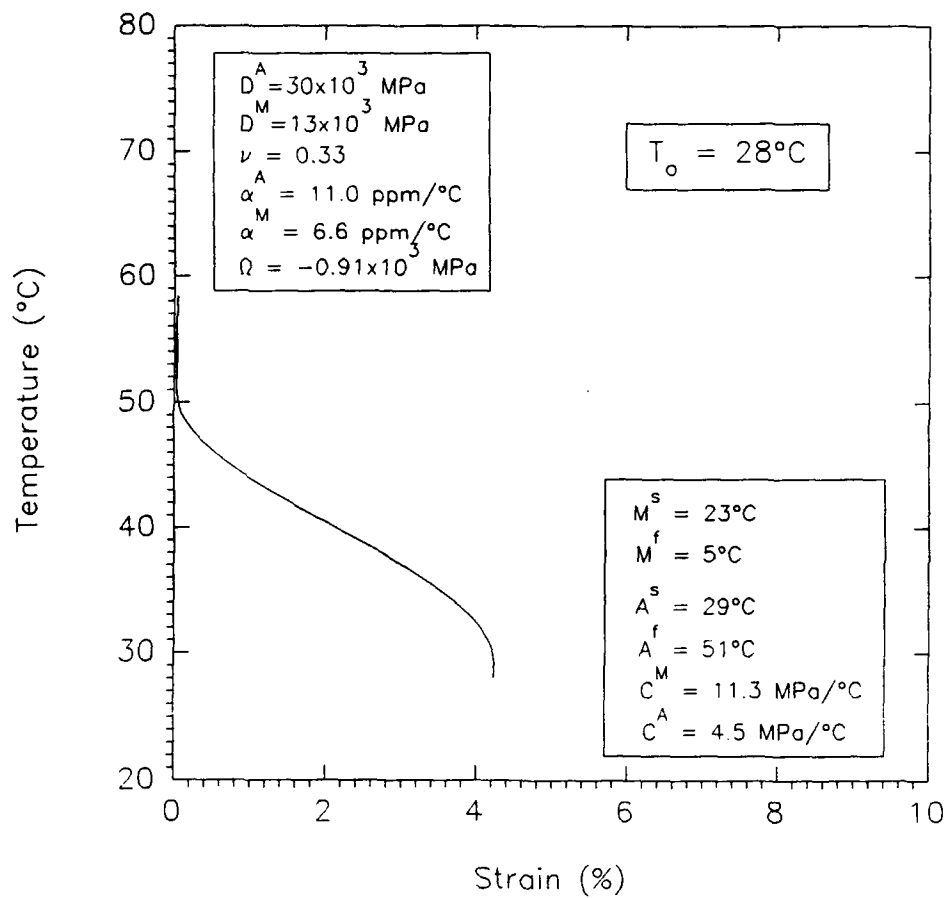 80
70
60
50
40
30
20
Temperature (°C)
D^A=30x10^3 MPa
D^M=13x10^3 MPa
ν = 0.33
α^A = 11.0 ppm/°C
α^M = 6.6 ppm/°C
Ω = -0.91x10^3 MPa
T_o = 28°C
M^s = 23°C
M^f = 5°C
A^s = 29°C
A^f = 51°C
C^M = 11.3 MPa/°C
C^A = 4.5 MPa/°C
0 2 4 6 8 10
Strain (%)